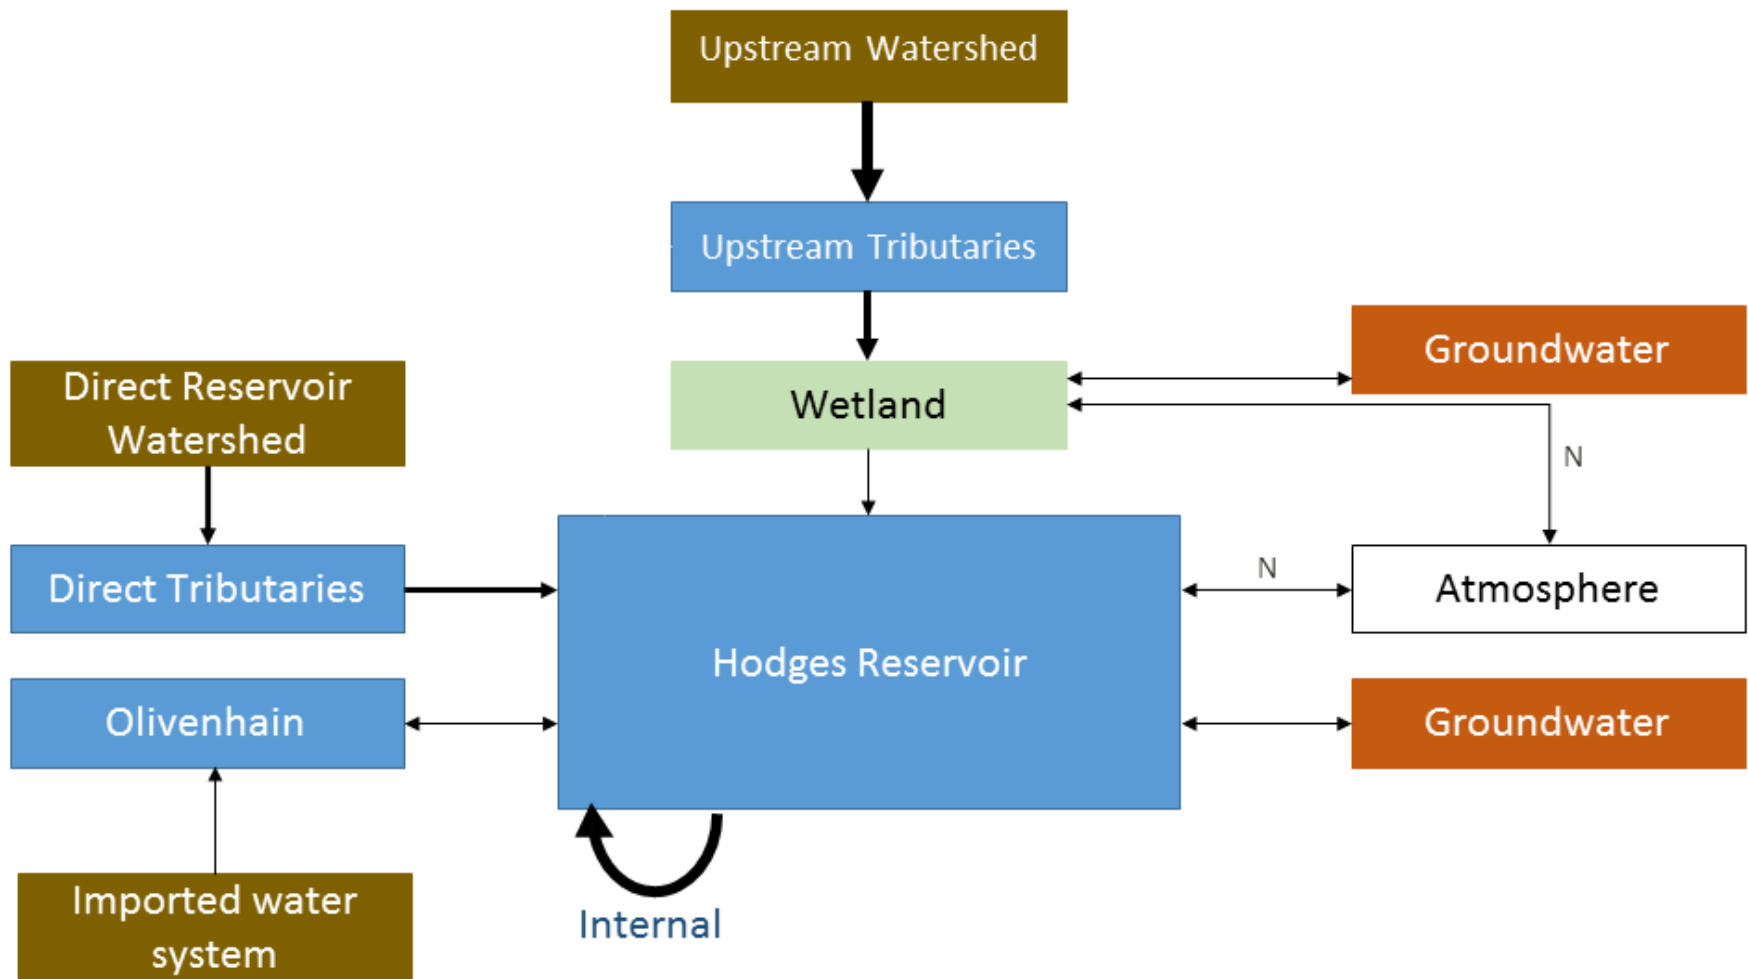 Upstream Watershed
Upstream Tributaries
Groundwater
Direct Reservoir
Watershed
Wetland
N
Direct Tributaries
N
Atmosphere
Hodges Reservoir
Olivenhain
Groundwater
Imported water
system
Internal